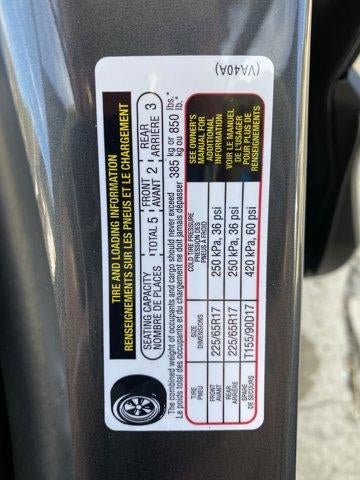 (VA40A)
TIRE AND LOADING INFORMATION
RENSEIGNEMENTS SUR LES PNEUS ET LE CHARGEMENT
SEATING CAPACITY TOTAL 5 FRONT 2 REAR 3
NOMBRE DE PLACES AVANT ARRIÈRE
The combined weight of occupants and cargo should never exceed 385 kg or 850 lbs.
Le poids total des occupants et du chargement ne doit jamais dépasser 385 kg ou 850 lb.
TIRE PNEU
SIZE DIMENSIONS
COLD TIRE PRESSURE PRESSION DES PNEUS À FROID
SEE OWNER'S
MANUAL FOR
ADDITIONAL
INFORMATION
VOIR LE MANUEL
DE L'USAGER
POUR PLUS DE
RENSEIGNEMENTS
FRONT AVANT 225/65R17 250 kPa, 36 psi
REAR ARRIÈRE 225/65R17 250 kPa, 36 psi
SPARE DE SECOURS T155/90D17 420 kPa, 60 psi